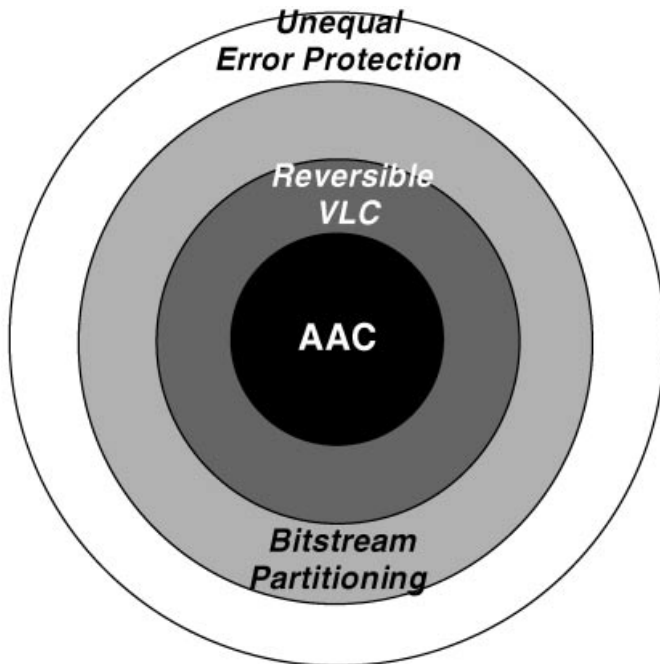 Unequal
Error Protection
Reversible
VLC
AAC
Bitstream
Partitioning